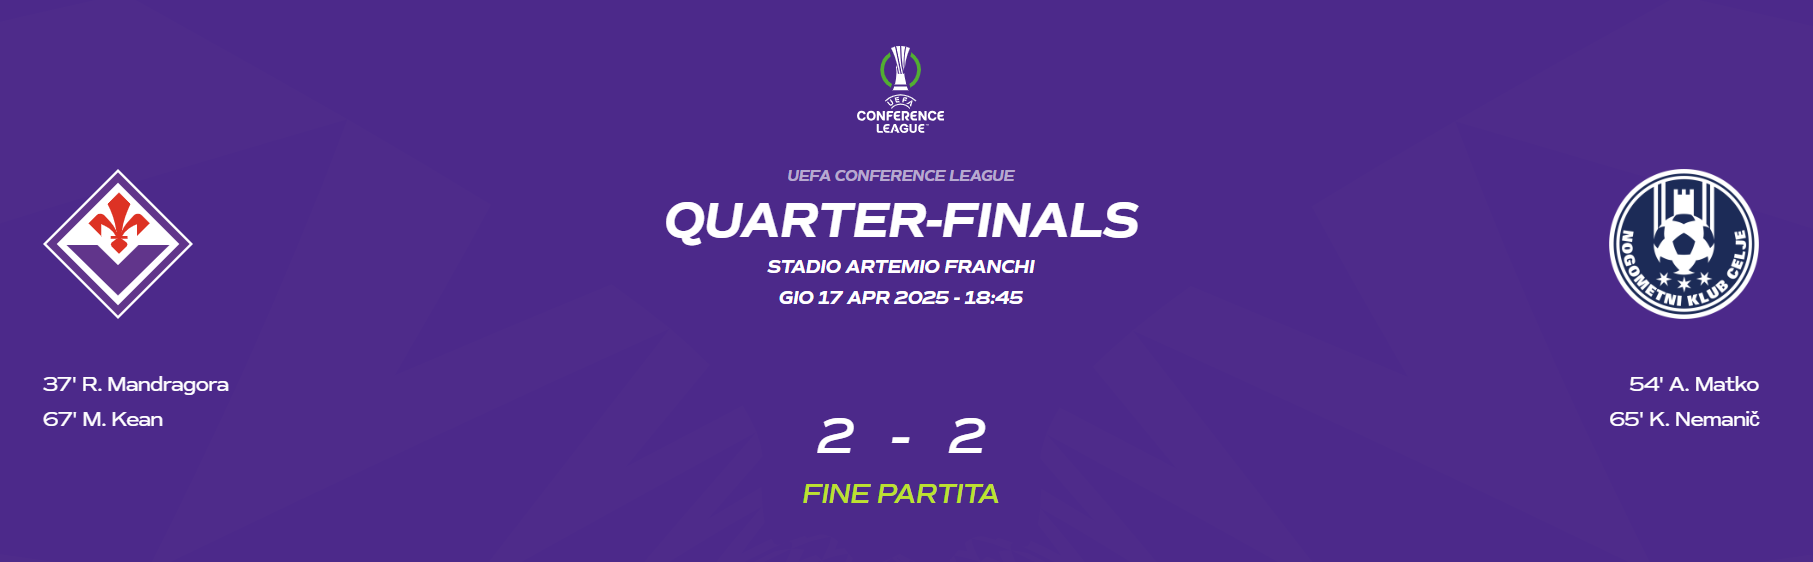 UEFA
CONFERENCE
LEAGUE™
UEFA CONFERENCE LEAGUE
QUARTER-FINALS
STADIO ARTEMIO FRANCHI
GIO 17 APR 2025 - 18:45
NOGOMETNI KLUB CELJE
37' R. Mandragora
67' M. Kean
54' A. Matko
65' K. Nemanič
2 - 2
FINE PARTITA